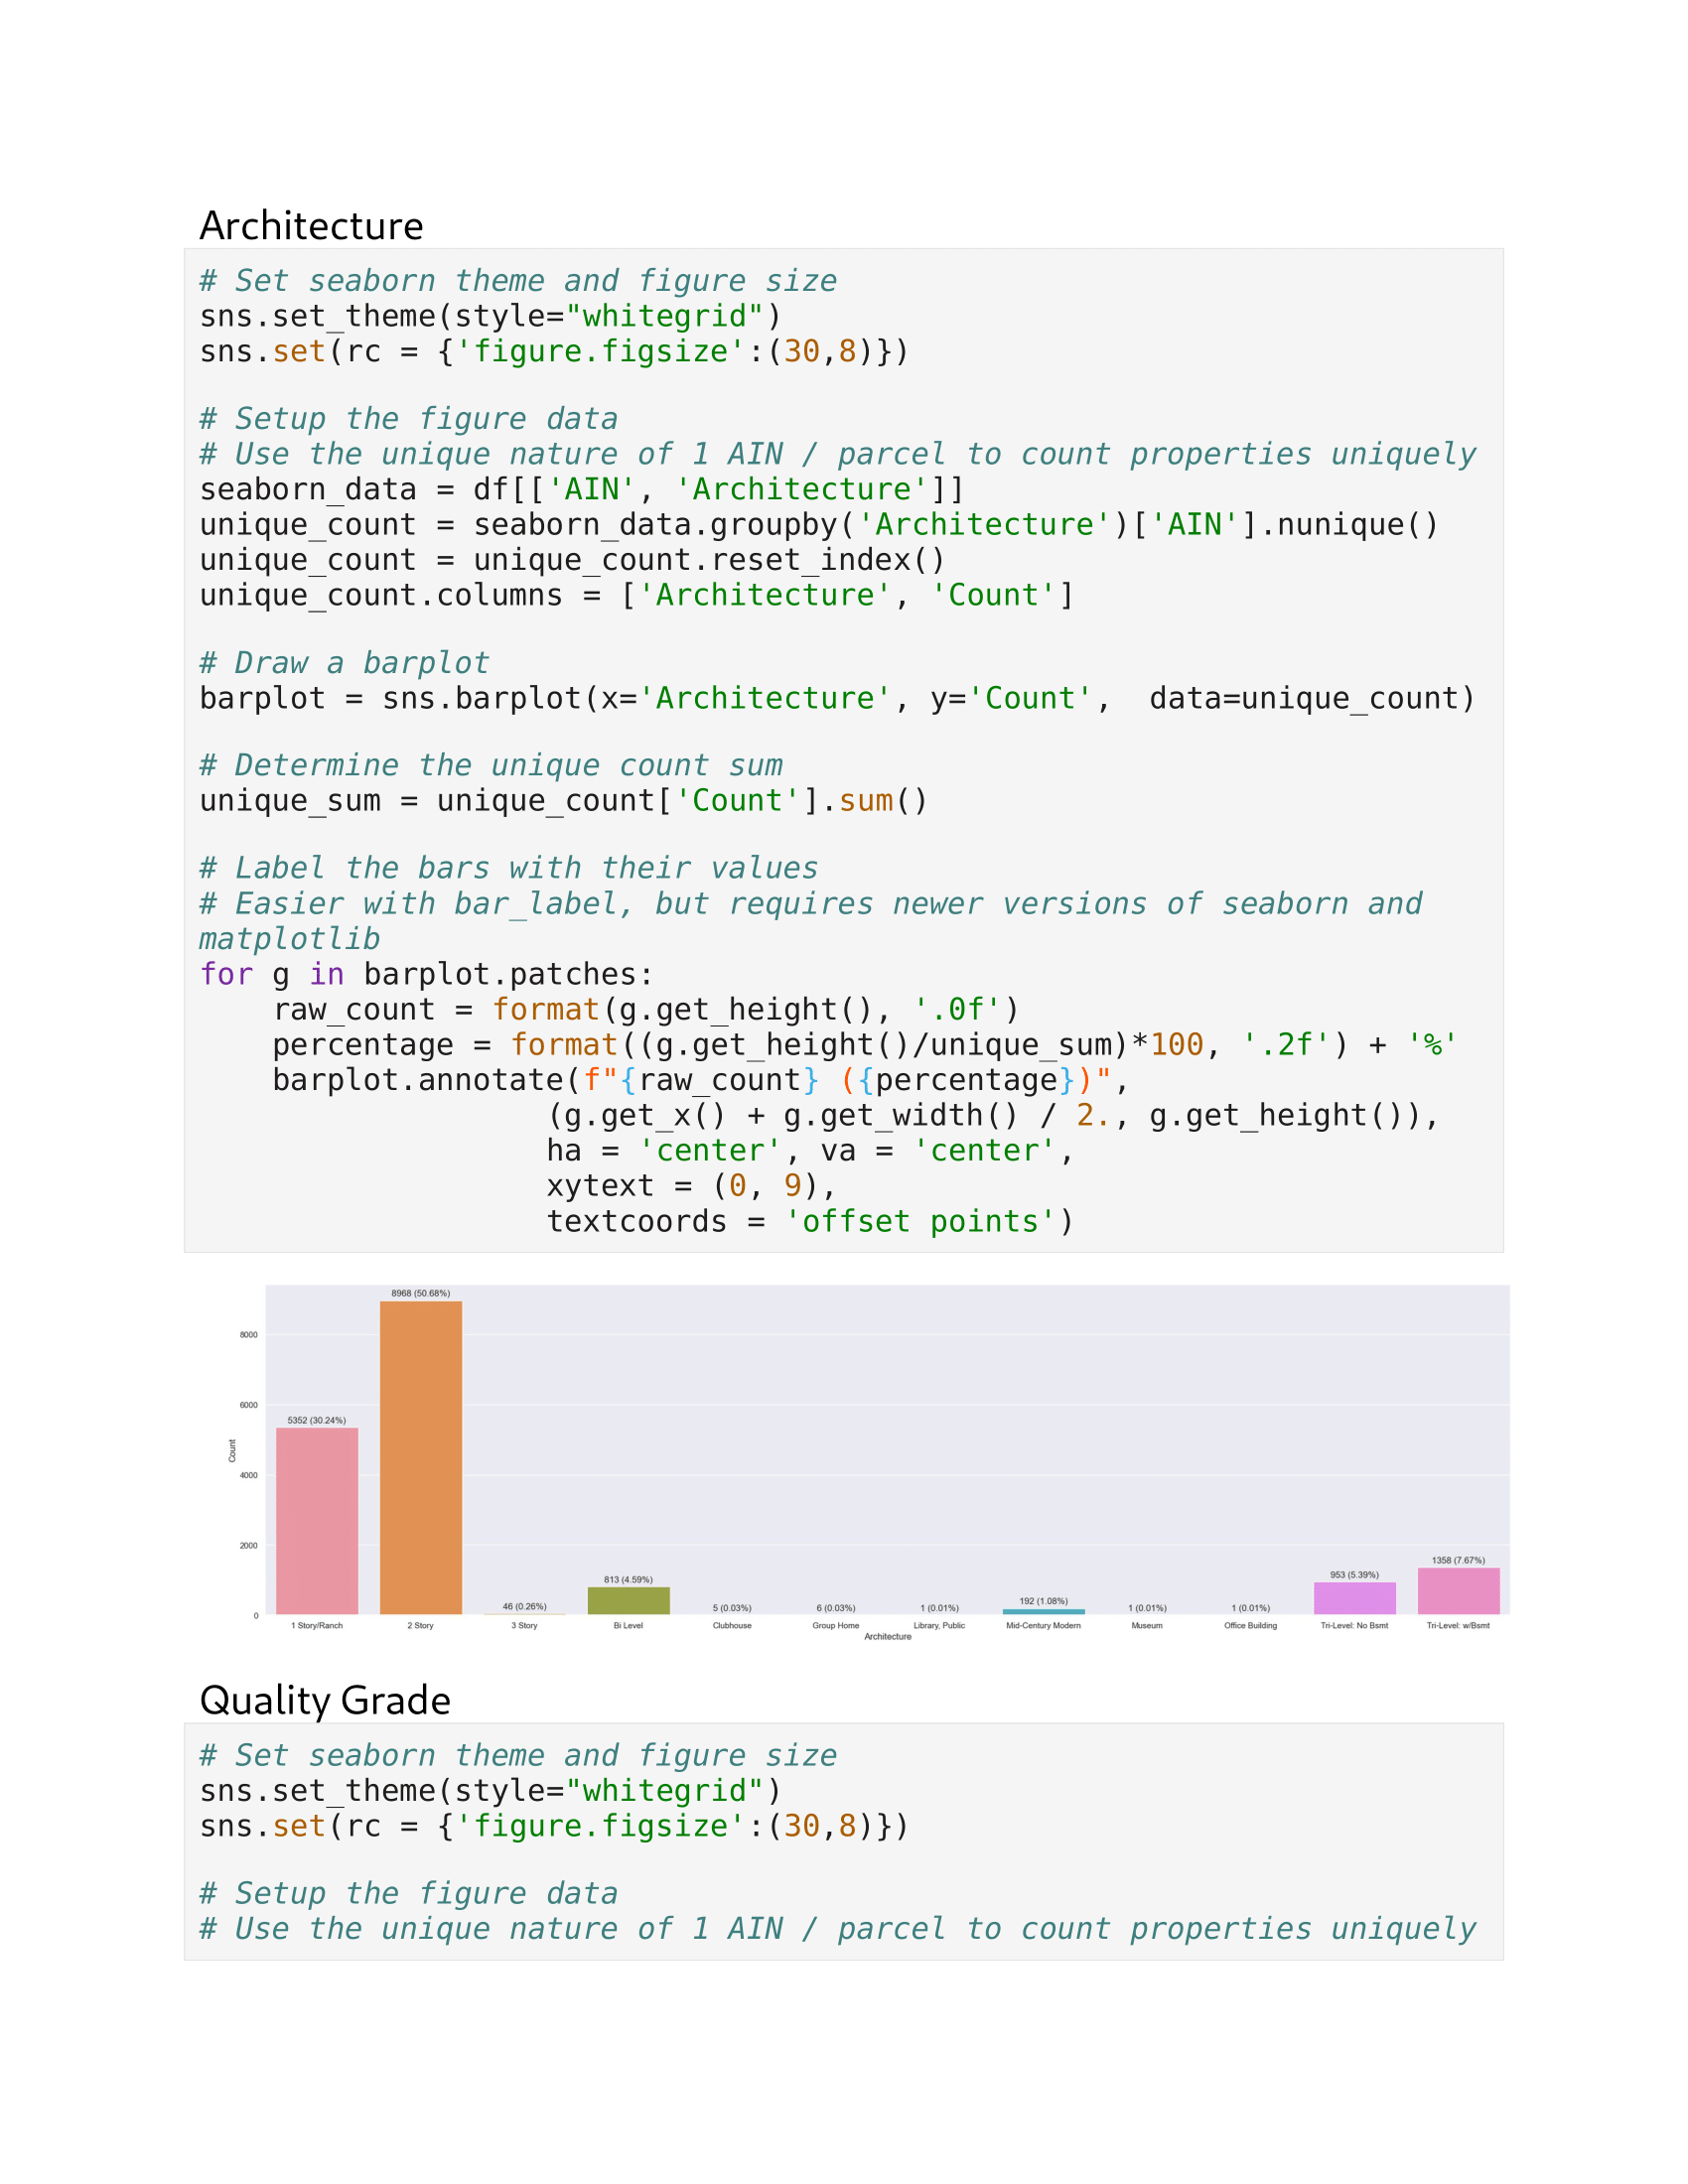 Architecture
# Set seaborn theme and figure size
sns.set_theme(style="whitegrid")
sns.set(rc = {'figure.figsize':(30,8)})
# Setup the figure data
# Use the unique nature of 1 AIN / parcel to count properties uniquely
seaborn_data = df[['AIN', 'Architecture']]
unique_count = seaborn_data.groupby('Architecture')['AIN'].nunique()
unique_count = unique_count.reset_index()
unique_count.columns = ['Architecture', 'Count']
# Draw a barplot
barplot = sns.barplot(x='Architecture', y='Count',  data=unique_count)
# Determine the unique count sum
unique_sum = unique_count['Count'].sum()
# Label the bars with their values
# Easier with bar_label, but requires newer versions of seaborn and
matplotlib
for g in barplot.patches:
    raw_count = format(g.get_height(), '.0f')
    percentage = format((g.get_height()/unique_sum)*100, '.2f') + '%'
    barplot.annotate(f"{raw_count} ({percentage})",
                   (g.get_x() + g.get_width() / 2., g.get_height()),
                   ha = 'center', va = 'center',
                   xytext = (0, 9),
                   textcoords = 'offset points')
8968 (50.68%)
8000
6000
5352 (30.24%)
Count
4000
2000
1358 (7.67%)
953 (5.39%)
813 (4.59%)
192 (1.08%)
46 (0.26%) 5 (0.03%) 6 (0.03%) 1 (0.01%) 1 (0.01%) 1 (0.01%)
0
1 Story/Ranch 2 Story 3 Story Bi Level Clubhouse Group Home Library, Public Mid-Century Modern Museum Office Building Tri-Level: No Bsmt Tri-Level: w/Bsmt
Architecture
Quality Grade
# Set seaborn theme and figure size
sns.set_theme(style="whitegrid")
sns.set(rc = {'figure.figsize':(30,8)})
# Setup the figure data
# Use the unique nature of 1 AIN / parcel to count properties uniquely